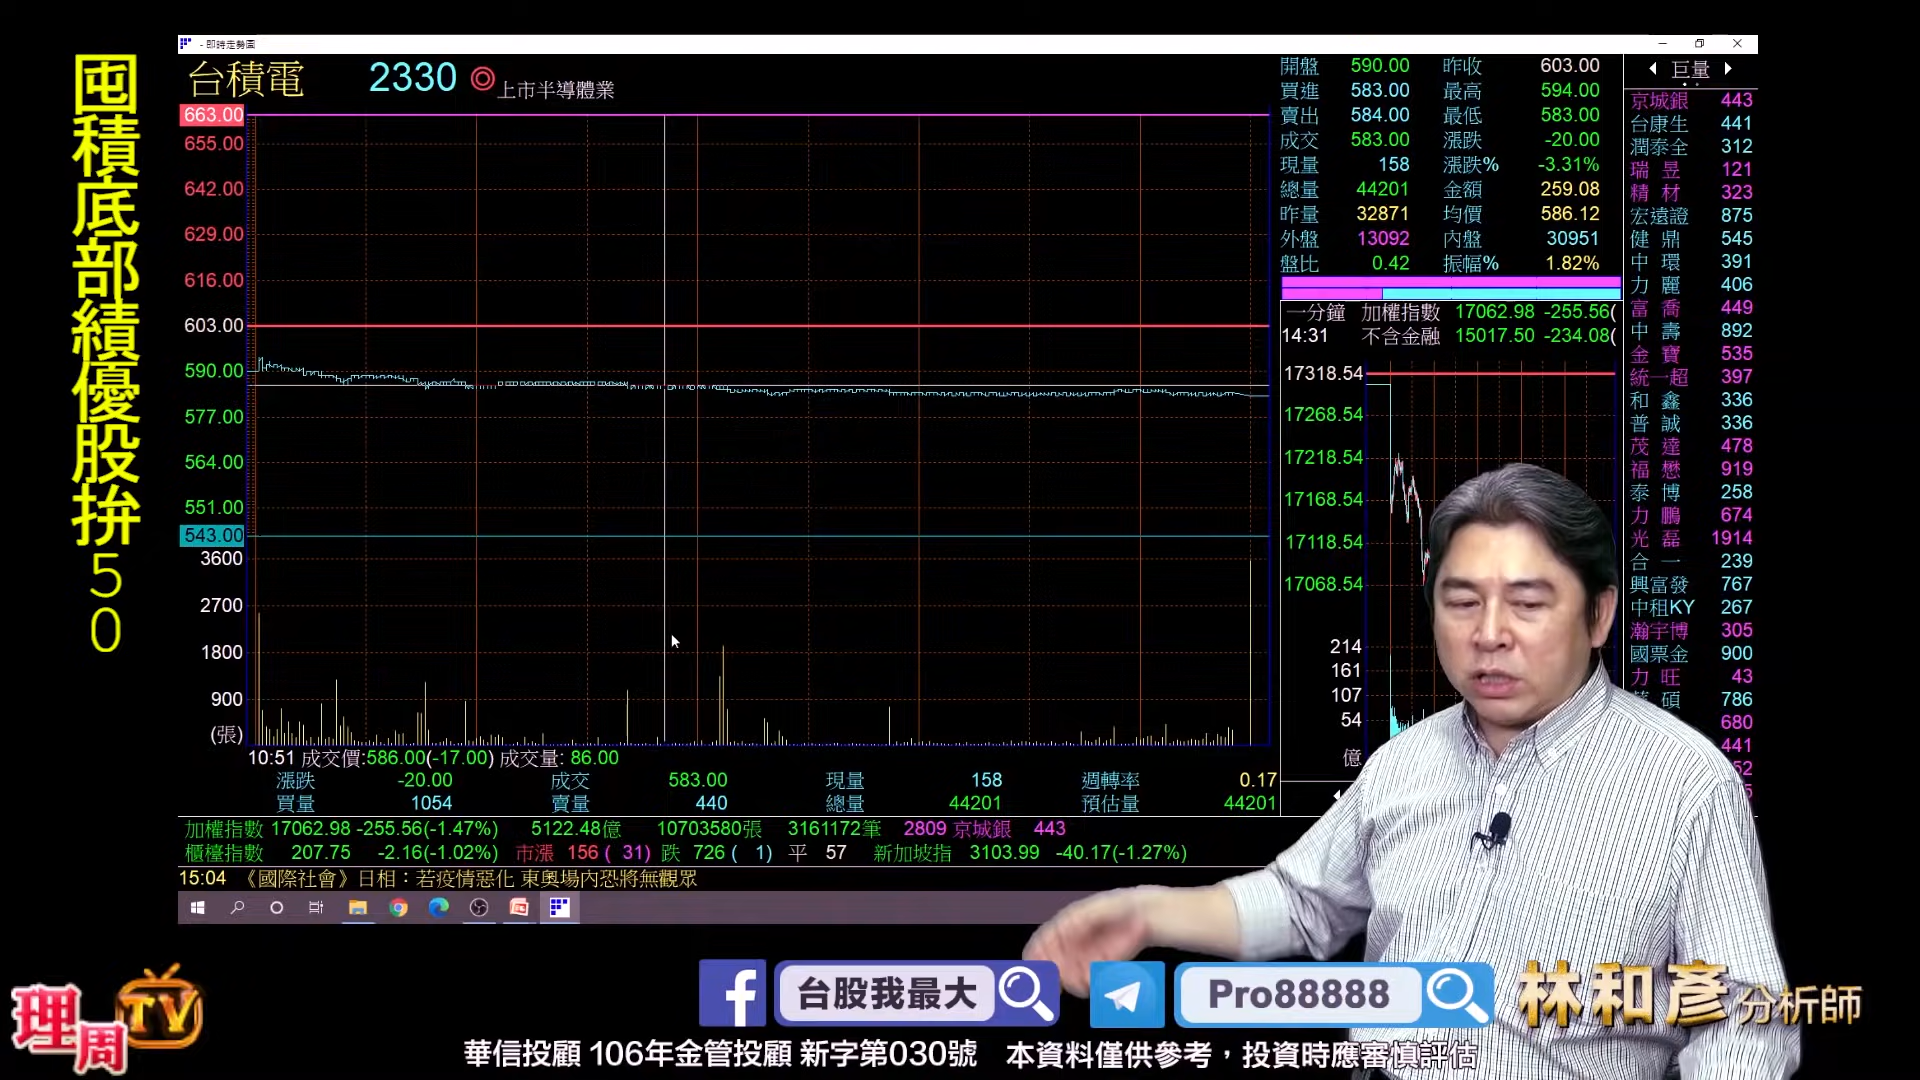 囤積底部績優股拚50
- 即時走勢圖
台積電 2330 上市半導體業
663.00
655.00
642.00
629.00
616.00
603.00
590.00
577.00
564.00
551.00
543.00
3600
2700
1800
900
(張)
10:51 成交價:586.00(-17.00) 成交量: 86.00
漲跌 -20.00 成交 583.00 現量 158 週轉率 0.17
買量 1054 賣量 440 總量 44201 預估量 44201
開盤 590.00 昨收 603.00
買進 583.00 最高 594.00
賣出 584.00 最低 583.00
成交 583.00 漲跌 -20.00
現量 158 漲跌% -3.31%
總量 44201 金額 259.08
昨量 32871 均價 586.12
外盤 13092 內盤 30951
盤比 0.42 振幅% 1.82%
一分鐘 加權指數 17062.98 -255.56(
14:31 不含金融 15017.50 -234.08(
17318.54
17268.54
17218.54
17168.54
17118.54
17068.54
214
161
107
54
億
巨量
京城銀 443
台康生 441
潤泰全 312
瑞昱 121
精材 323
宏遠證 875
健鼎 545
中環 391
力麗 406
富喬 449
中壽 892
金寶 535
統一超 397
和鑫 336
普誠 336
茂達 478
福懋 919
泰博 258
力鵬 674
光磊 1914
合一 239
興富發 767
中租KY 267
瀚宇博 305
國票金 900
力旺 43
碩 786
680
441
52
加權指數 17062.98 -255.56(-1.47%) 5122.48億 10703580張 3161172筆 2809 京城銀 443
櫃檯指數 207.75 -2.16(-1.02%) 市漲 156 ( 31) 跌 726 ( 1) 平 57 新加坡指 3103.99 -40.17(-1.27%)
15:04 《國際社會》日相：若疫情惡化 東奧場內恐將無觀眾
理周TV
台股我最大
Pro88888
林和彥分析師
華信投顧 106年金管投顧 新字第030號 本資料僅供參考，投資時應審慎評估